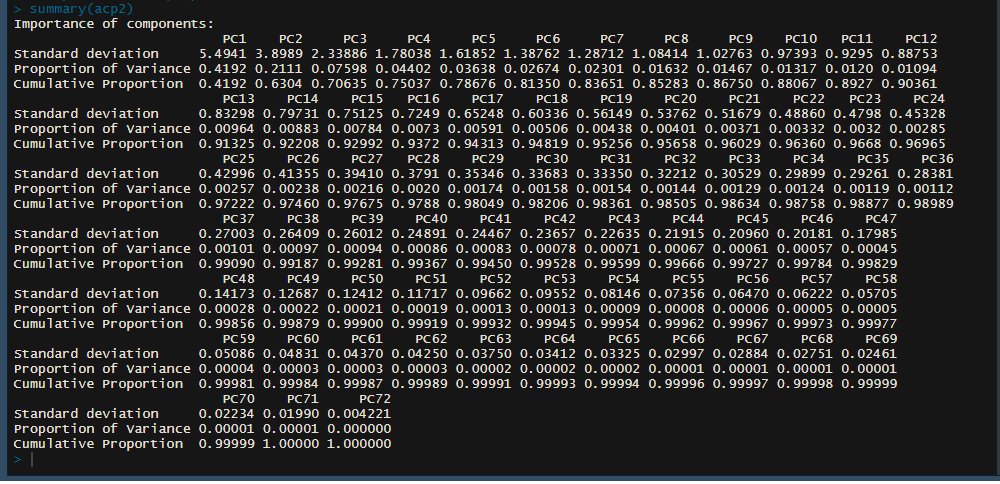 > summary(acp2)
Importance of components:
PC1 PC2 PC3 PC4 PC5 PC6 PC7 PC8 PC9 PC10 PC11 PC12
Standard deviation 5.4941 3.8989 2.33886 1.78038 1.61852 1.38762 1.28712 1.08414 1.02763 0.97393 0.9295 0.88753
Proportion of Variance 0.4192 0.2111 0.07598 0.04402 0.03638 0.02674 0.02301 0.01632 0.01467 0.01317 0.0120 0.01094
Cumulative Proportion 0.4192 0.6304 0.70635 0.75037 0.78676 0.81350 0.83651 0.85283 0.86750 0.88067 0.8927 0.90361
PC13 PC14 PC15 PC16 PC17 PC18 PC19 PC20 PC21 PC22 PC23 PC24
Standard deviation 0.83298 0.79731 0.75125 0.7249 0.65248 0.60336 0.56149 0.53762 0.51679 0.48860 0.4798 0.45328
Proportion of Variance 0.00964 0.00883 0.00784 0.0073 0.00591 0.00506 0.00438 0.00401 0.00371 0.00332 0.0032 0.00285
Cumulative Proportion 0.91325 0.92208 0.92992 0.9372 0.94313 0.94819 0.95256 0.95658 0.96029 0.96360 0.9668 0.96965
PC25 PC26 PC27 PC28 PC29 PC30 PC31 PC32 PC33 PC34 PC35 PC36
Standard deviation 0.42996 0.41355 0.39410 0.3791 0.35346 0.33683 0.33350 0.32212 0.30529 0.29899 0.29261 0.28381
Proportion of Variance 0.00257 0.00238 0.00216 0.0020 0.00174 0.00158 0.00154 0.00144 0.00129 0.00124 0.00119 0.00112
Cumulative Proportion 0.97222 0.97460 0.97675 0.9788 0.98049 0.98206 0.98361 0.98505 0.98634 0.98758 0.98877 0.98989
PC37 PC38 PC39 PC40 PC41 PC42 PC43 PC44 PC45 PC46 PC47
Standard deviation 0.27003 0.26409 0.26012 0.24891 0.24467 0.23657 0.22635 0.21915 0.20960 0.20181 0.17985
Proportion of Variance 0.00101 0.00097 0.00094 0.00086 0.00083 0.00078 0.00071 0.00067 0.00061 0.00057 0.00045
Cumulative Proportion 0.99090 0.99187 0.99281 0.99367 0.99450 0.99528 0.99599 0.99666 0.99727 0.99784 0.99829
PC48 PC49 PC50 PC51 PC52 PC53 PC54 PC55 PC56 PC57 PC58
Standard deviation 0.14173 0.12687 0.12412 0.11717 0.09662 0.09552 0.08146 0.07356 0.06470 0.06222 0.05705
Proportion of Variance 0.00028 0.00022 0.00021 0.00019 0.00013 0.00013 0.00009 0.00008 0.00006 0.00005 0.00005
Cumulative Proportion 0.99856 0.99879 0.99900 0.99919 0.99932 0.99945 0.99954 0.99962 0.99967 0.99973 0.99977
PC59 PC60 PC61 PC62 PC63 PC64 PC65 PC66 PC67 PC68 PC69
Standard deviation 0.05086 0.04831 0.04370 0.04250 0.03750 0.03412 0.03325 0.02997 0.02884 0.02751 0.02461
Proportion of Variance 0.00004 0.00003 0.00003 0.00003 0.00002 0.00002 0.00002 0.00001 0.00001 0.00001 0.00001
Cumulative Proportion 0.99981 0.99984 0.99987 0.99989 0.99991 0.99993 0.99994 0.99996 0.99997 0.99998 0.99999
PC70 PC71 PC72
Standard deviation 0.02234 0.01990 0.004221
Proportion of Variance 0.00001 0.00001 0.000000
Cumulative Proportion 0.99999 1.00000 1.000000
>